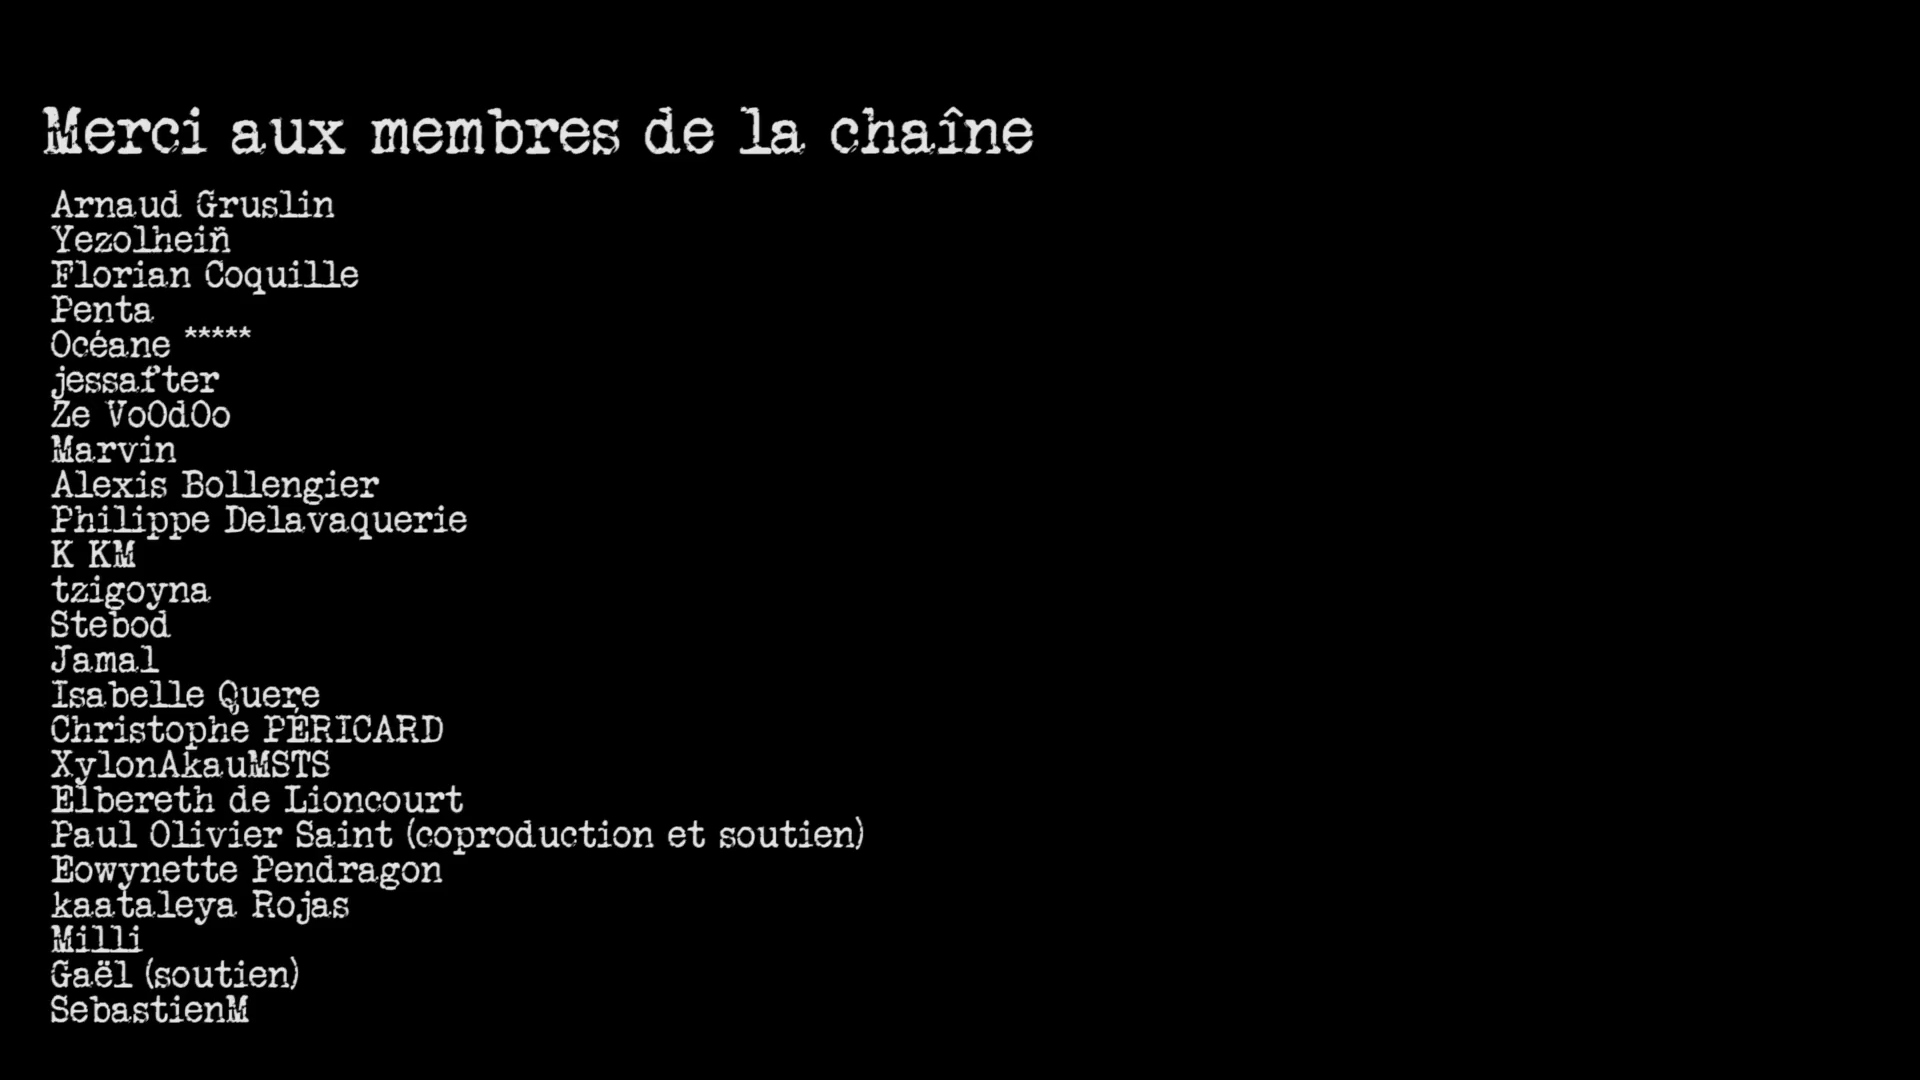 Merci aux membres de la chaîne
Arnaud Gruslin
Yezolheiñ
Florian Coquille
Penta
Océane *****
jessafter
Ze VoOdOo
Marvin
Alexis Bollengier
Philippe Delavaquerie
K KM
tzigoyna
Stebod
Jamal
Isabelle Quere
Christophe PÉRICARD
XylonAkauMSTS
Elbereth de Lioncourt
Paul Olivier Saint (coproduction et soutien)
Eowynette Pendragon
kaataleya Rojas
Milli
Gaël (soutien)
SebastienM